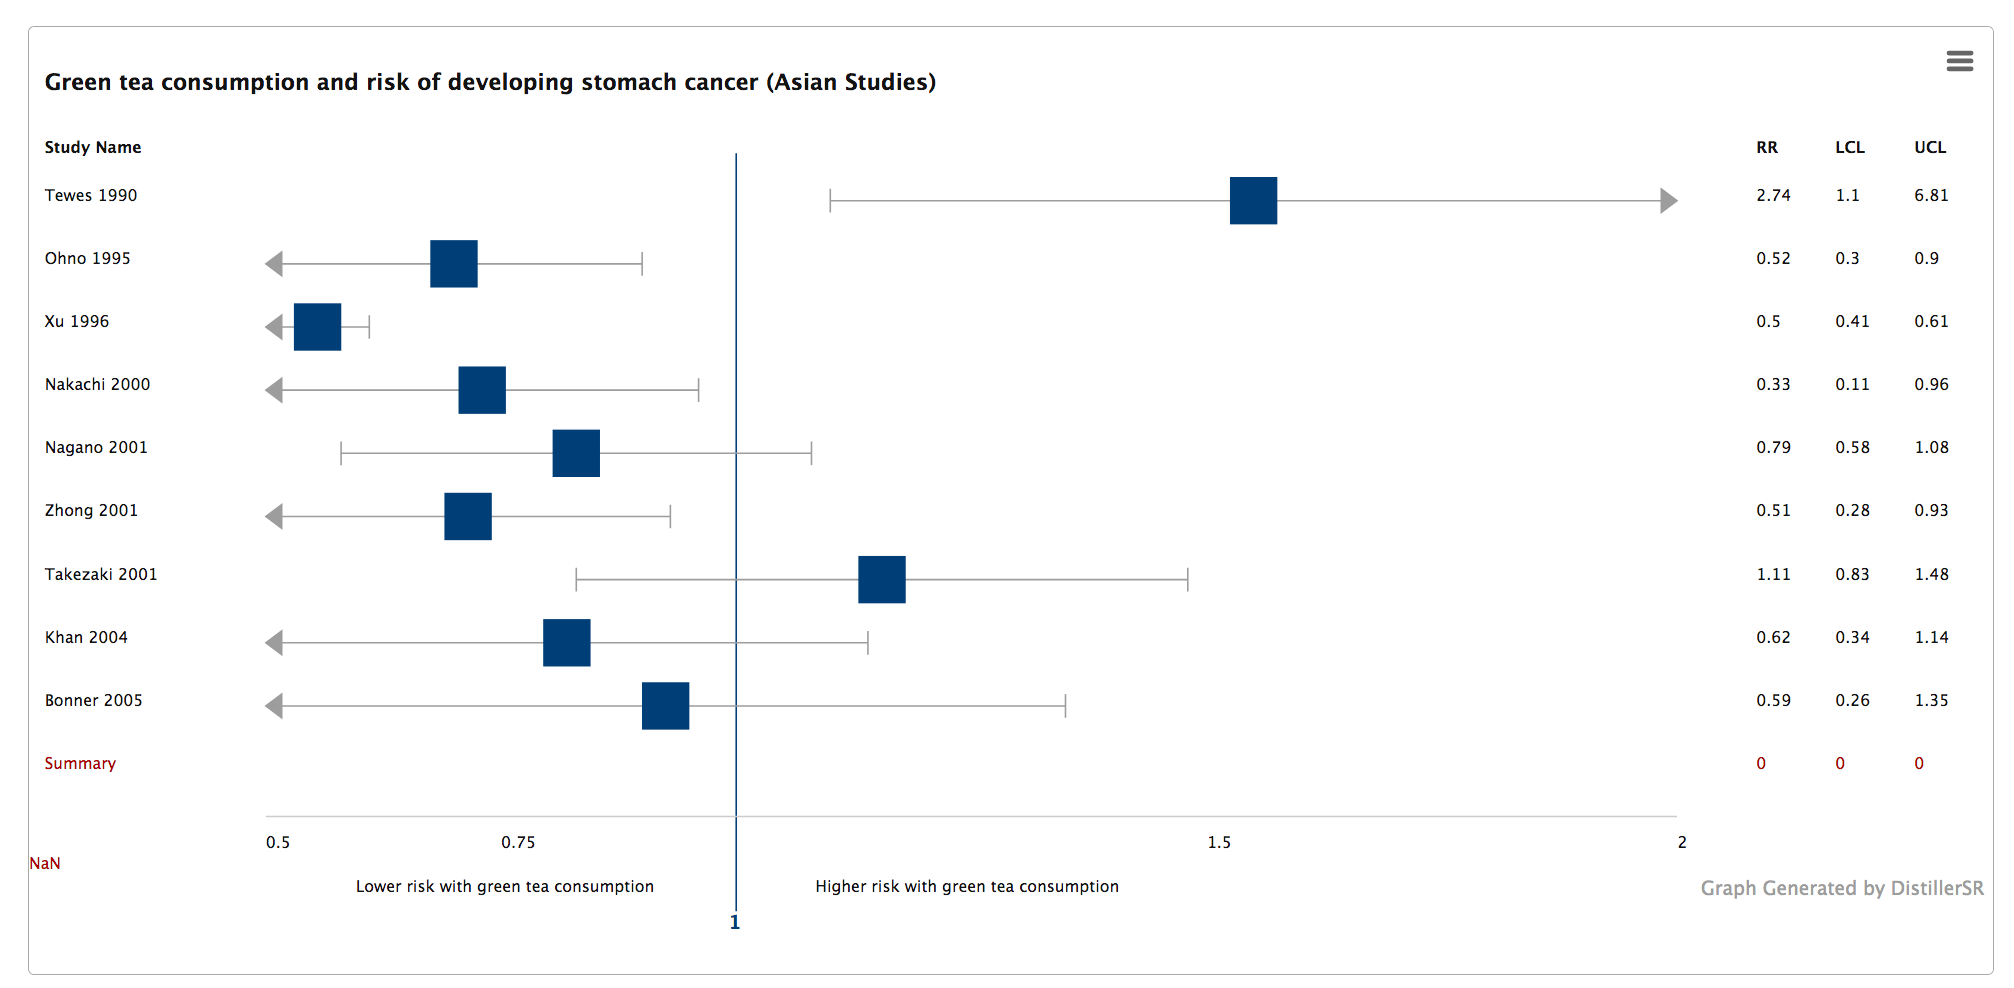 Green tea consumption and risk of developing stomach cancer (Asian Studies)
Study Name RR LCL UCL
Tewes 1990 2.74 1.1 6.81
Ohno 1995 0.52 0.3 0.9
Xu 1996 0.5 0.41 0.61
Nakachi 2000 0.33 0.11 0.96
Nagano 2001 0.79 0.58 1.08
Zhong 2001 0.51 0.28 0.93
Takezaki 2001 1.11 0.83 1.48
Khan 2004 0.62 0.34 1.14
Bonner 2005 0.59 0.26 1.35
Summary 0 0 0
0.5 0.75 1.5 2
NaN
Lower risk with green tea consumption Higher risk with green tea consumption Graph Generated by DistillerSR
1